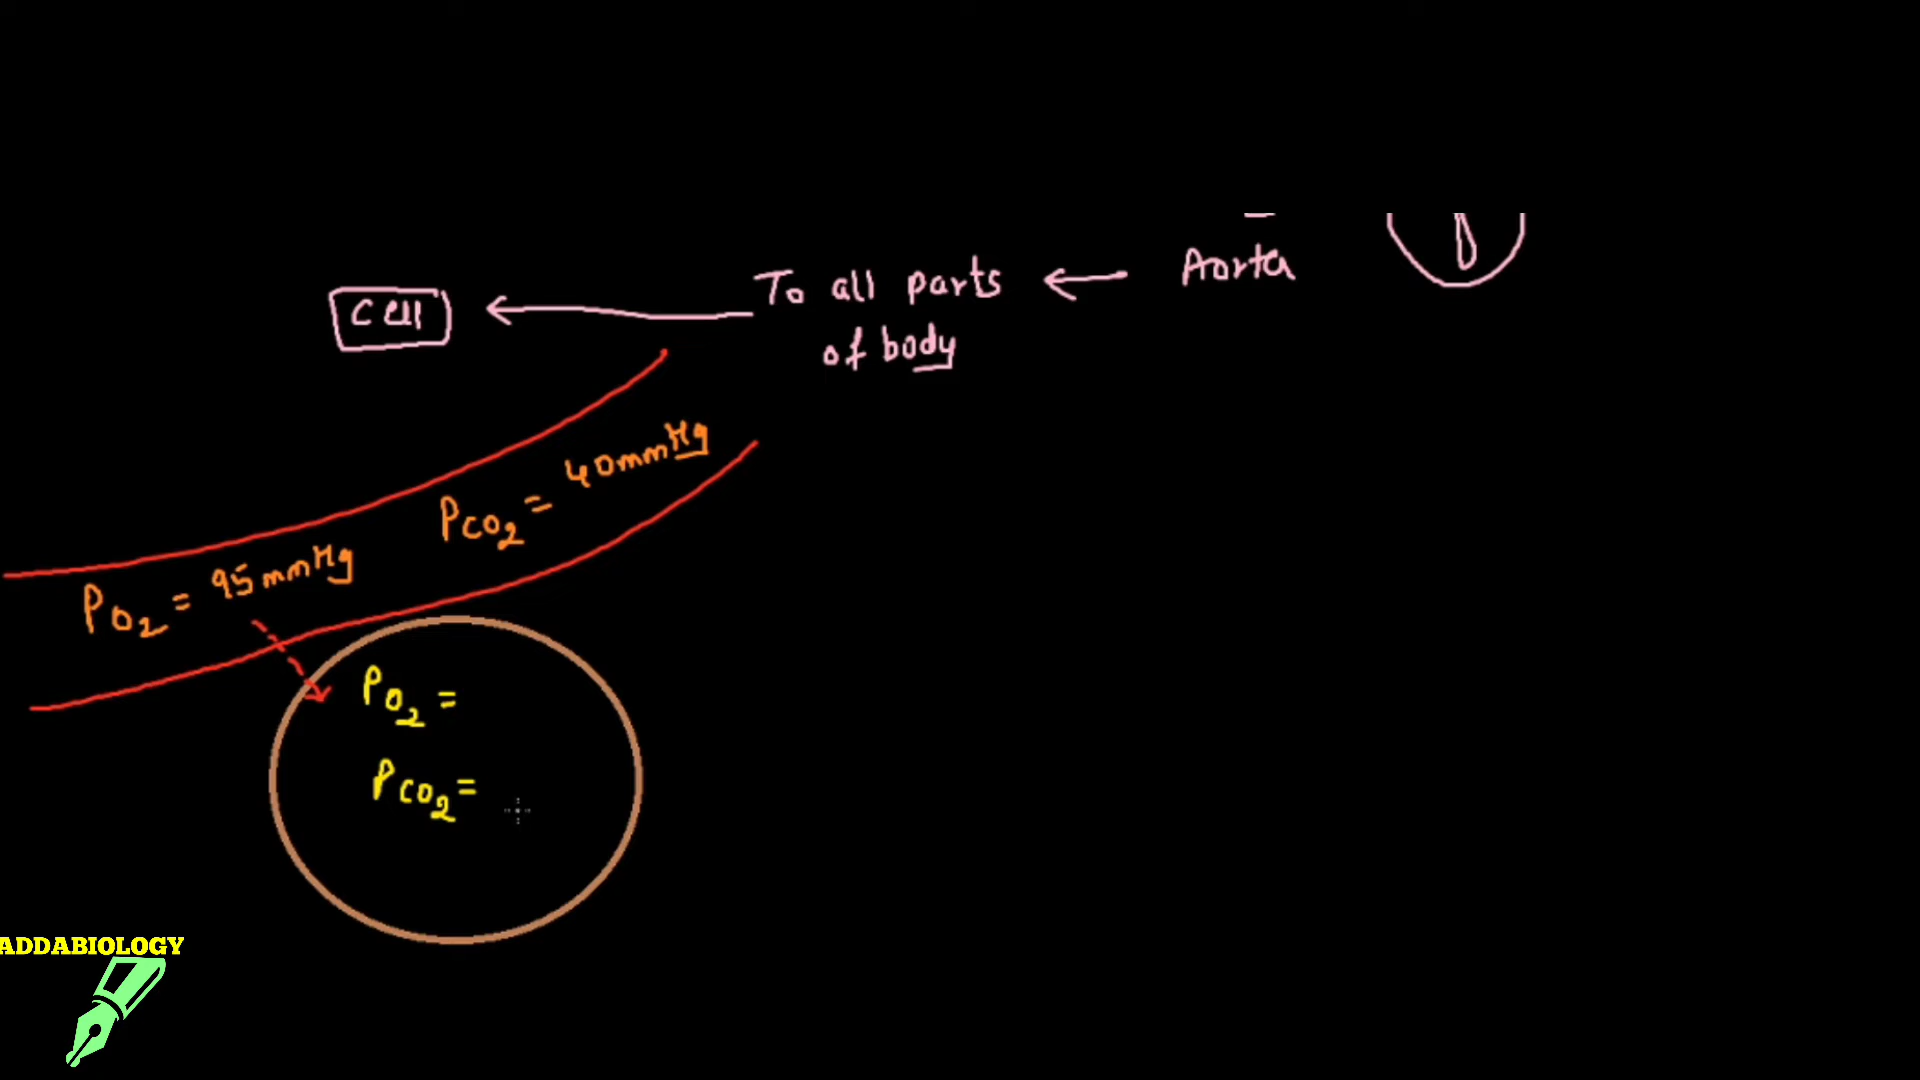 Aorta
To all parts
of body
Cell
PCO₂ = 40mmHg
PO₂ = 95mmHg
PO₂ =
PCO₂ =
ADDABIOLOGY